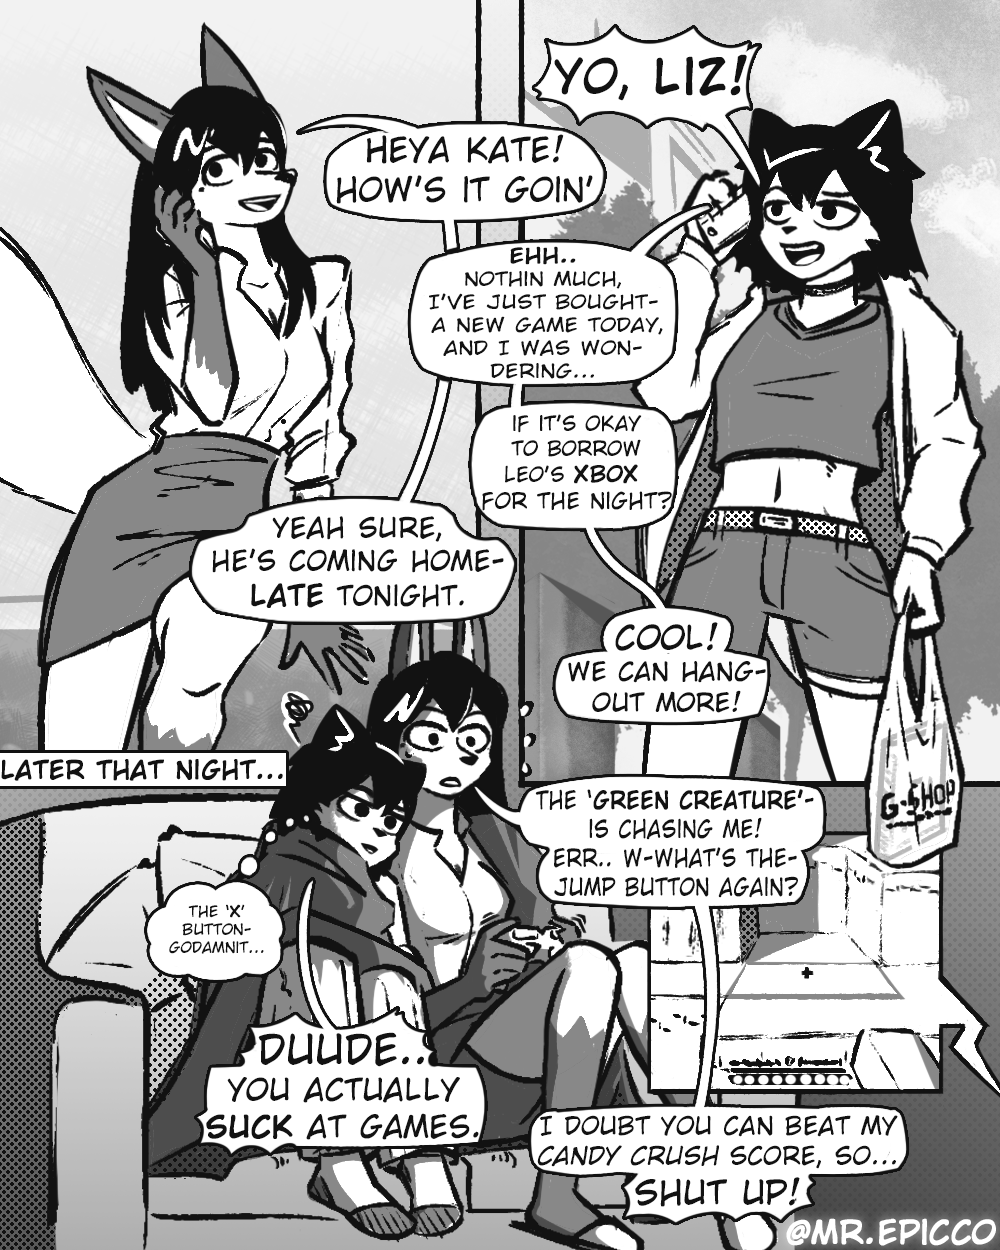 YO, LIZ!
HEYA KATE!
HOW'S IT GOIN'
EHH..
NOTHIN MUCH,
I'VE JUST BOUGHT-
A NEW GAME TODAY,
AND I WAS WON-
DERING...
IF IT'S OKAY
TO BORROW
LEO'S XBOX
FOR THE NIGHT?
YEAH SURE,
HE'S COMING HOME-
LATE TONIGHT.
COOL!
WE CAN HANG-
OUT MORE!
G-SHOP
LATER THAT NIGHT...
THE 'GREEN CREATURE'-
IS CHASING ME!
ERR.. W-WHAT'S THE-
JUMP BUTTON AGAIN?
THE 'X'
BUTTON-
GODAMNIT...
DUUDE..
YOU ACTUALLY
SUCK AT GAMES.
I DOUBT YOU CAN BEAT MY
CANDY CRUSH SCORE, SO...
SHUT UP!
@MR.EPICCO